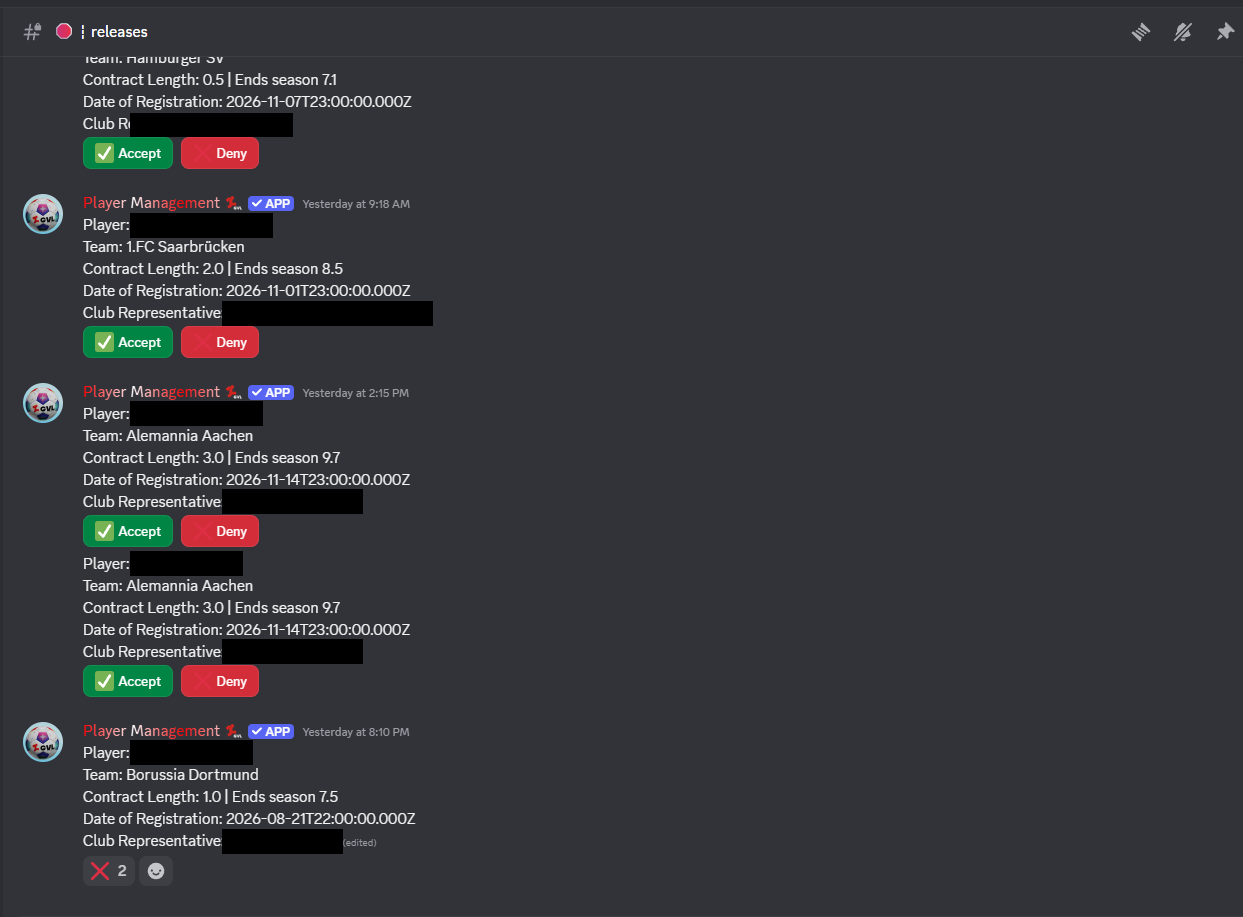 releases
Team: Hamburger SV
Contract Length: 0.5 | Ends season 7.1
Date of Registration: 2026-11-07T23:00:00.000Z
Club Re
Accept Deny
Player Management APP Yesterday at 9:18 AM
Player:
Team: 1.FC Saarbrücken
Contract Length: 2.0 | Ends season 8.5
Date of Registration: 2026-11-01T23:00:00.000Z
Club Representative:
Accept Deny
Player Management APP Yesterday at 2:15 PM
Player:
Team: Alemannia Aachen
Contract Length: 3.0 | Ends season 9.7
Date of Registration: 2026-11-14T23:00:00.000Z
Club Representative:
Accept Deny
Player:
Team: Alemannia Aachen
Contract Length: 3.0 | Ends season 9.7
Date of Registration: 2026-11-14T23:00:00.000Z
Club Representative:
Accept Deny
Player Management APP Yesterday at 8:10 PM
Player:
Team: Borussia Dortmund
Contract Length: 1.0 | Ends season 7.5
Date of Registration: 2026-08-21T22:00:00.000Z
Club Representative: (edited)
2